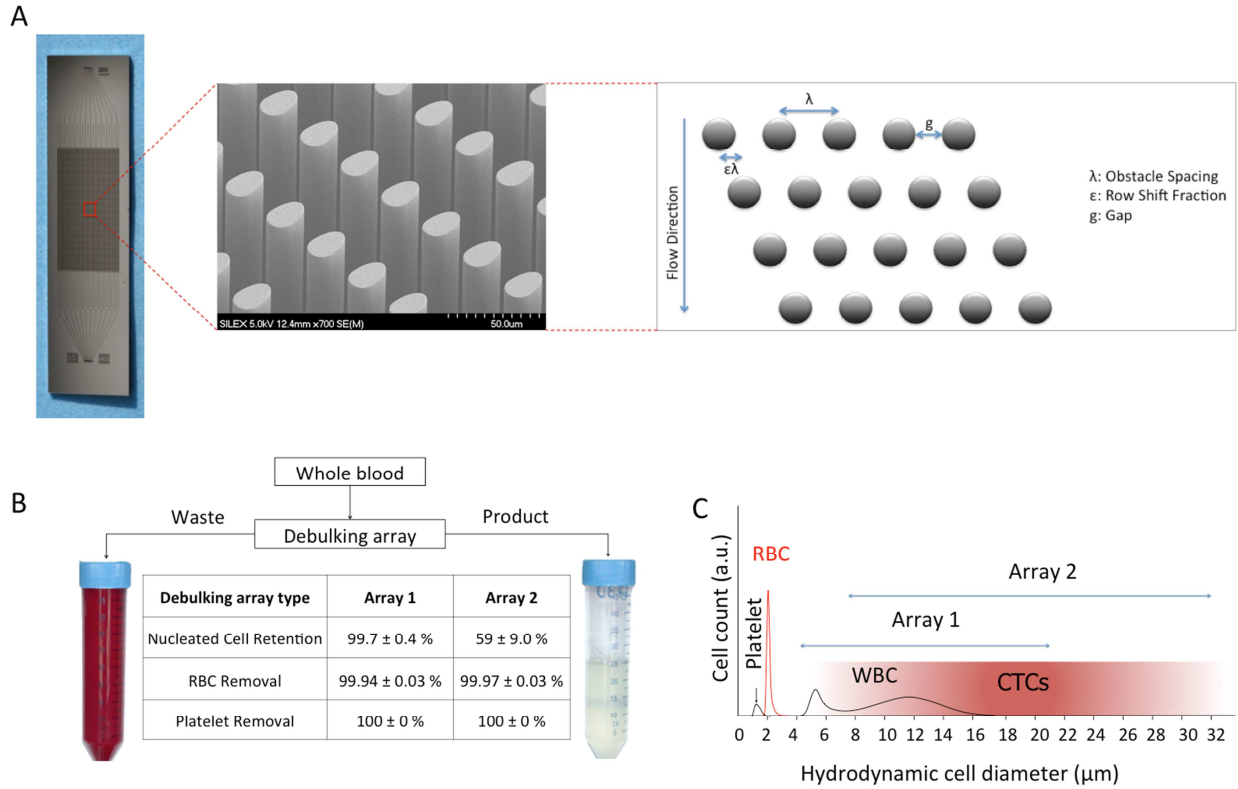 A
λ
g
ελ
Flow Direction
λ: Obstacle Spacing
ε: Row Shift Fraction
g: Gap
SILEX 5.0kV 12.4mm x700 SE(M)
50.0um
B
Whole blood
Waste
Product
Debulking array
Debulking array type Array 1 Array 2
Nucleated Cell Retention 99.7 ± 0.4 % 59 ± 9.0 %
RBC Removal 99.94 ± 0.03 % 99.97 ± 0.03 %
Platelet Removal 100 ± 0 % 100 ± 0 %
C
Cell count (a.u.)
Platelet
RBC
Array 2
Array 1
WBC
CTCs
0 2 4 6 8 10 12 14 16 18 20 22 24 26 28 30 32
Hydrodynamic cell diameter (μm)